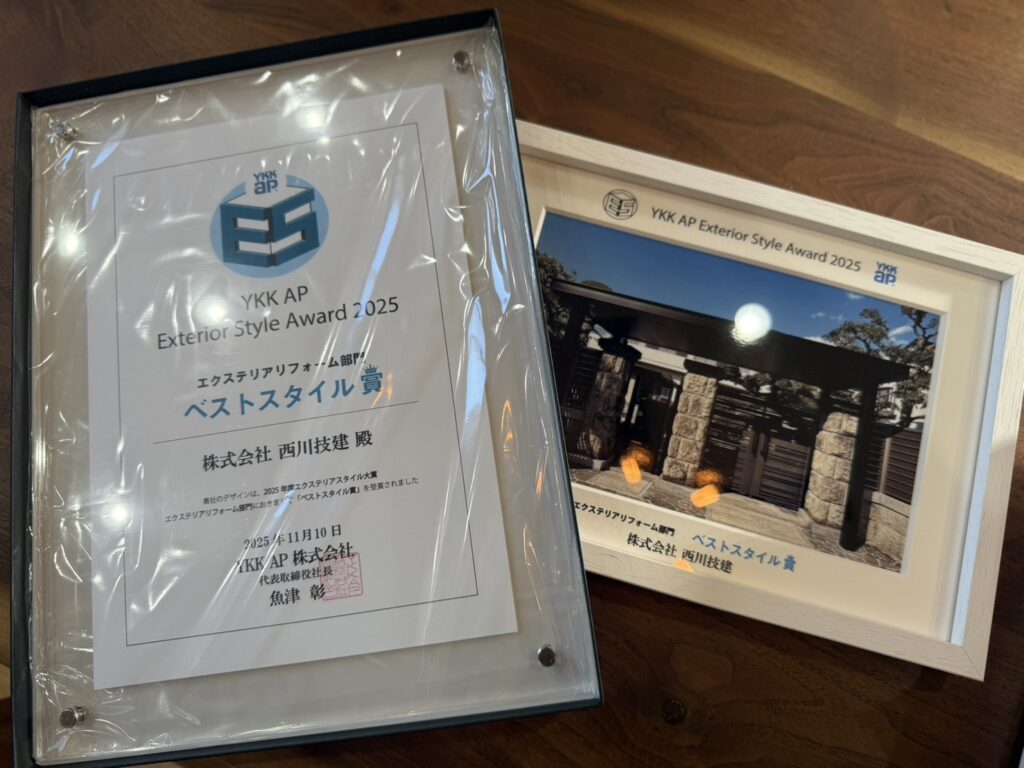 YKK
AP
ES
YKK AP
Exterior Style Award 2025
エクステリアリフォーム部門
ベストスタイル賞
株式会社 西川技建 殿
貴社のデザインは、2025年度エクステリアスタイル大賞
エクステリアリフォーム部門におきまして「ベストスタイル賞」を受賞されました
2025年11月10日
YKK AP 株式会社
代表取締役社長
魚津 彰
ES
YKK AP Exterior Style Award 2025
YKK
AP
エクステリアリフォーム部門
ベストスタイル賞
株式会社 西川技建